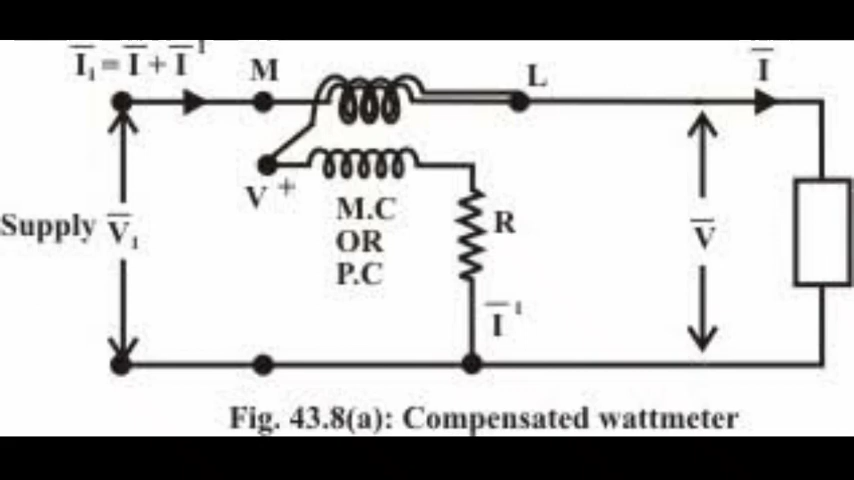 I₁ = I + I¹
M
L
I
V +
Supply V₁
M.C
OR
P.C
R
V
I¹
Fig. 43.8(a): Compensated wattmeter